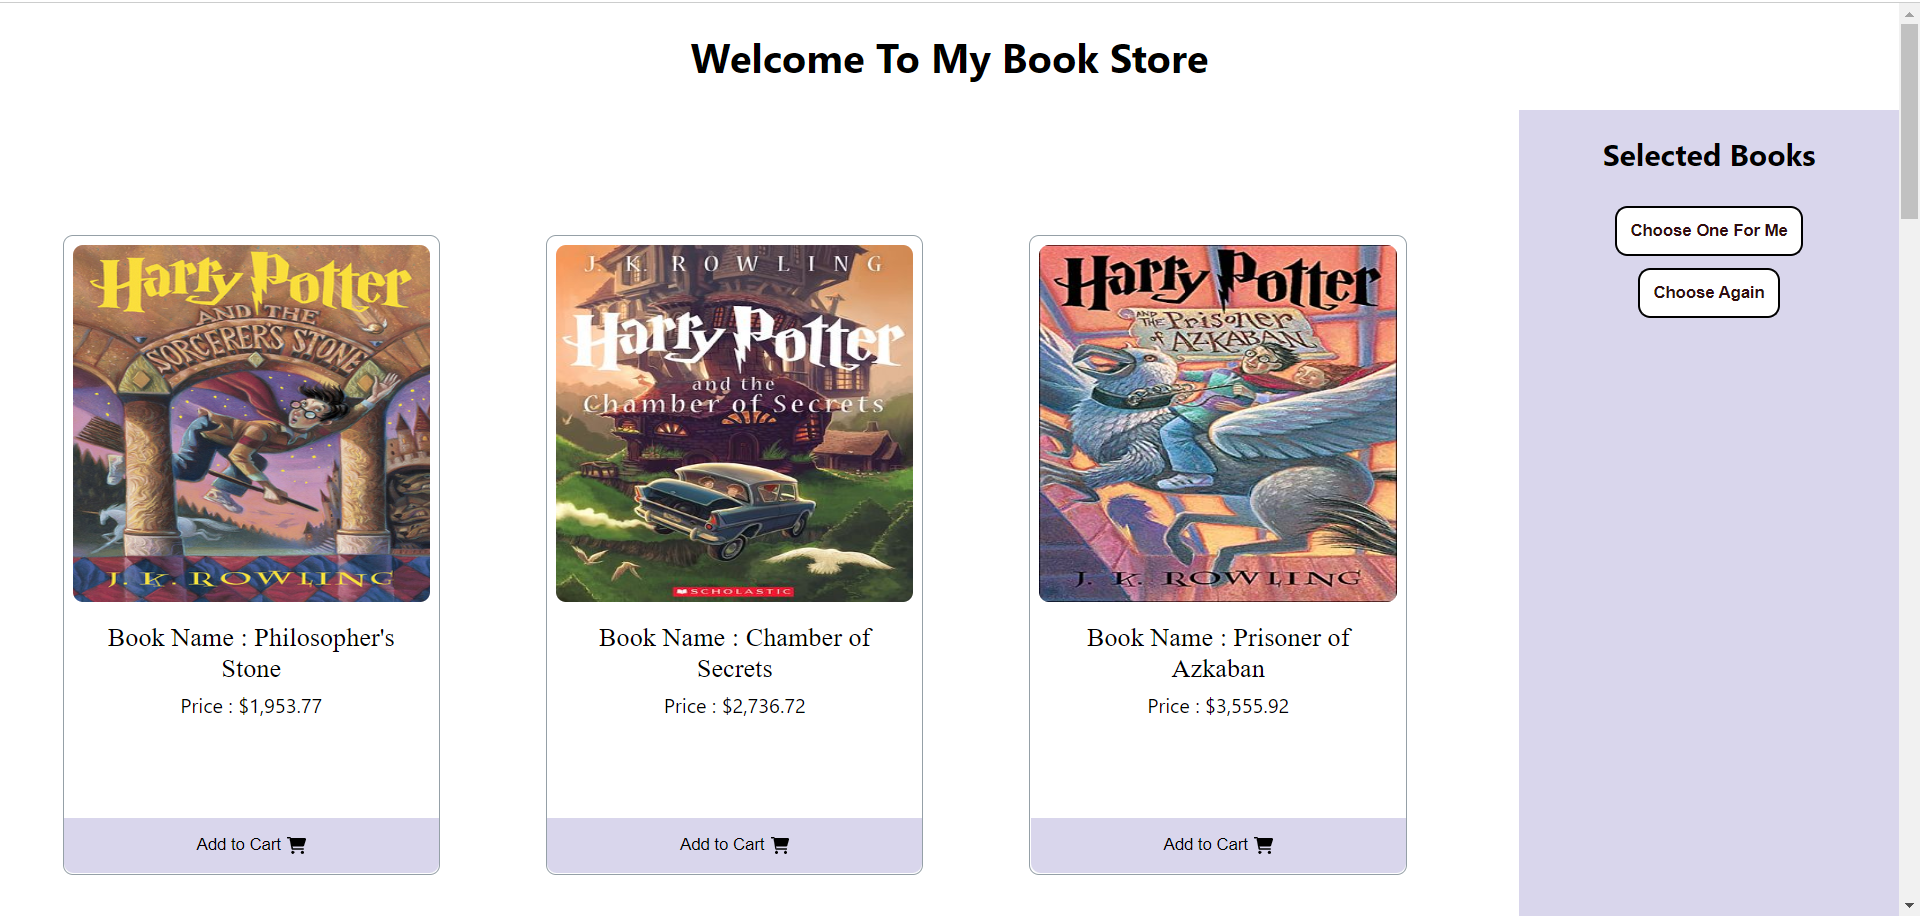 Welcome To My Book Store
Selected Books
Choose One For Me
Choose Again
Harry Potter
AND THE
SORCERER'S STONE
J. K. ROWLING
Book Name : Philosopher's
Stone
Price : $1,953.77
Add to Cart
J. K. ROWLING
Harry Potter
and the
Chamber of Secrets
SCHOLASTIC
Book Name : Chamber of
Secrets
Price : $2,736.72
Add to Cart
Harry Potter
AND THE Prisoner
of AZKABAN
J. K. ROWLING
Book Name : Prisoner of
Azkaban
Price : $3,555.92
Add to Cart